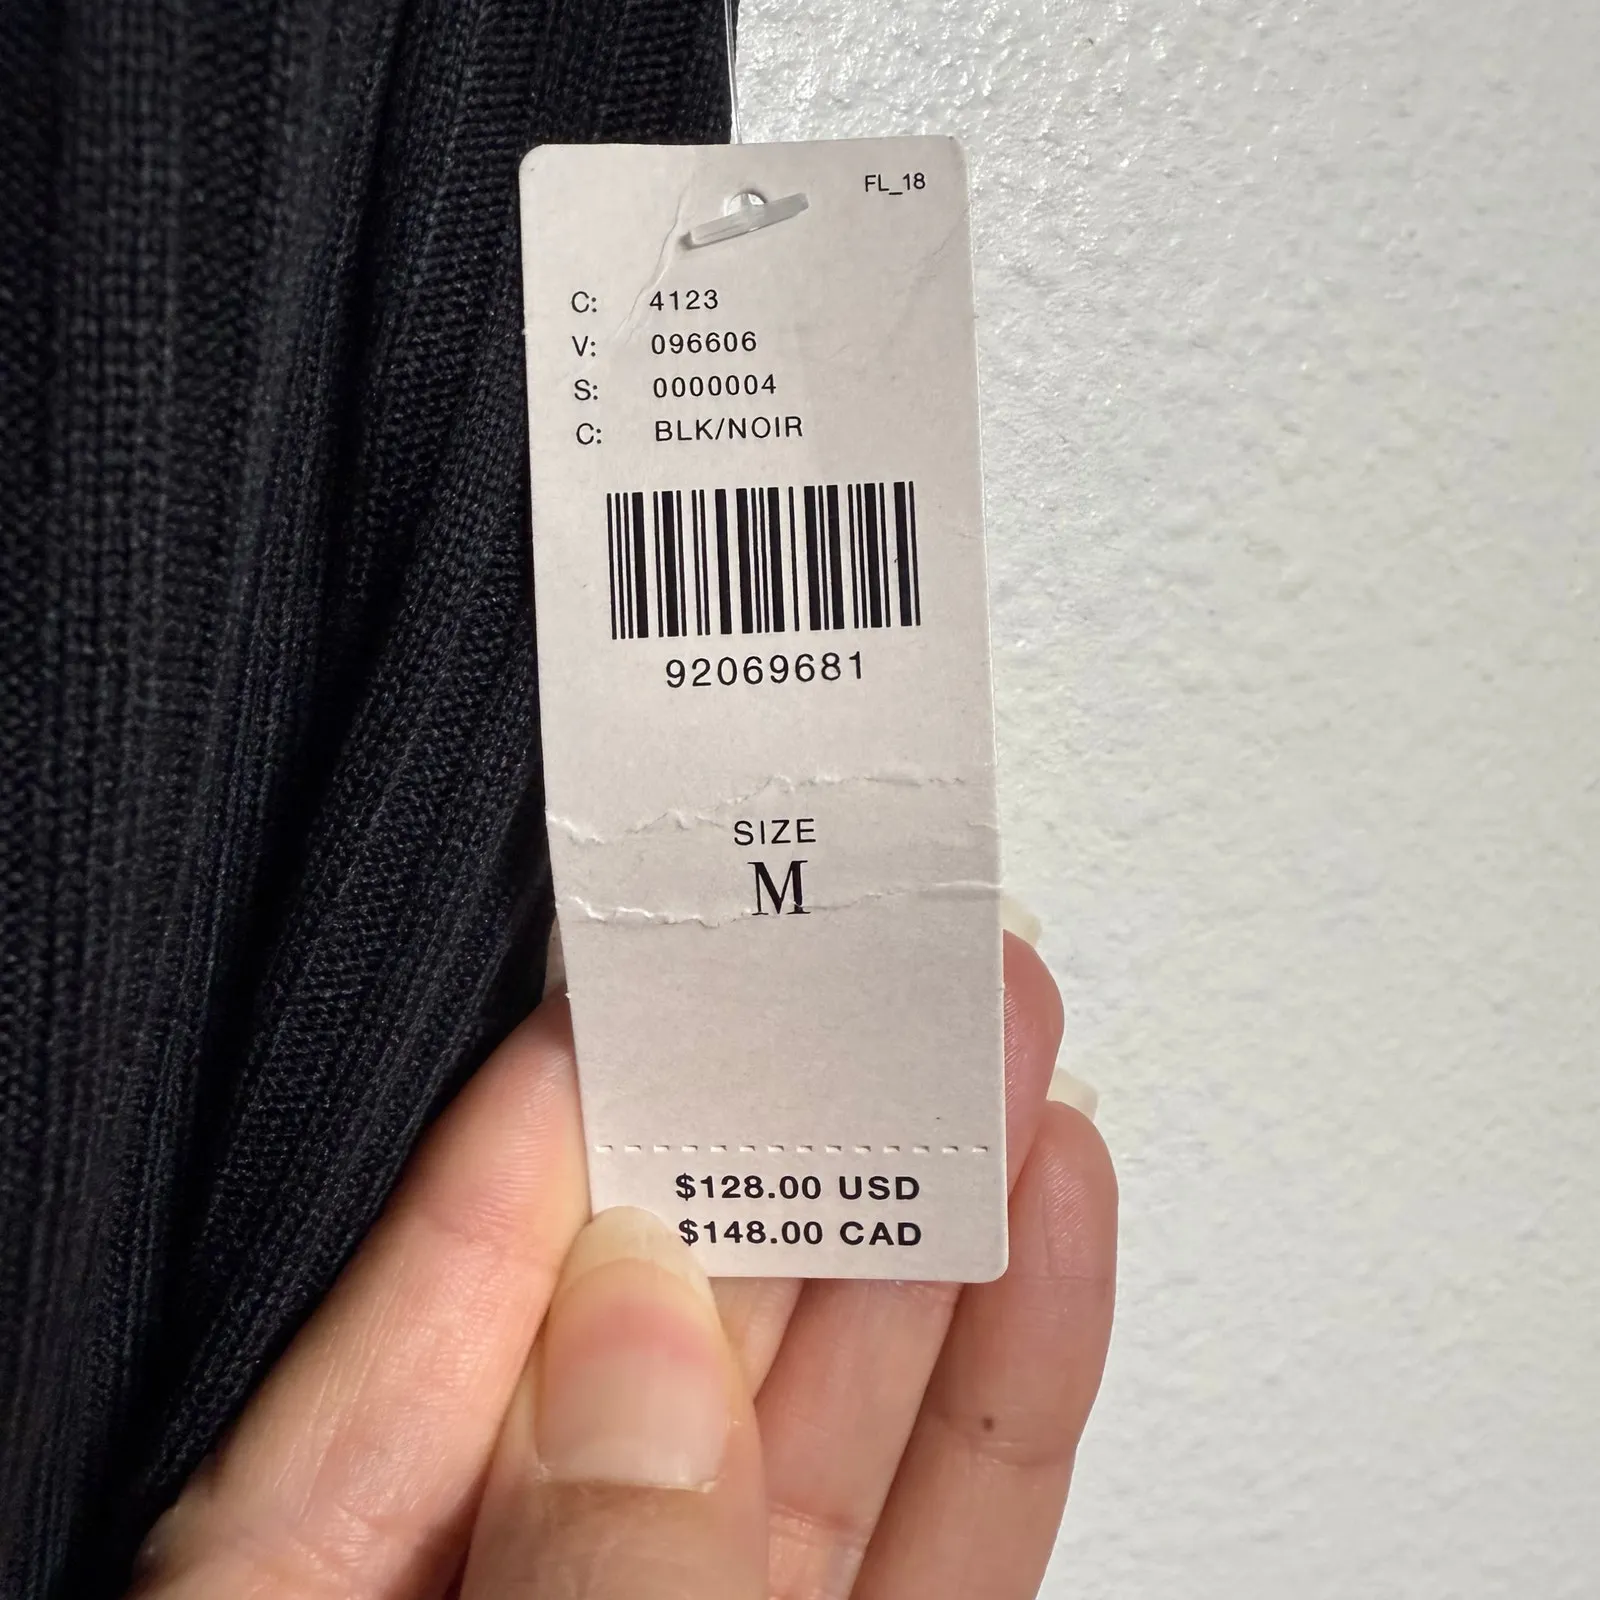 FL_18
C: 4123
V: 096606
S: 0000004
C: BLK/NOIR
92069681
SIZE
M
$128.00 USD
$148.00 CAD